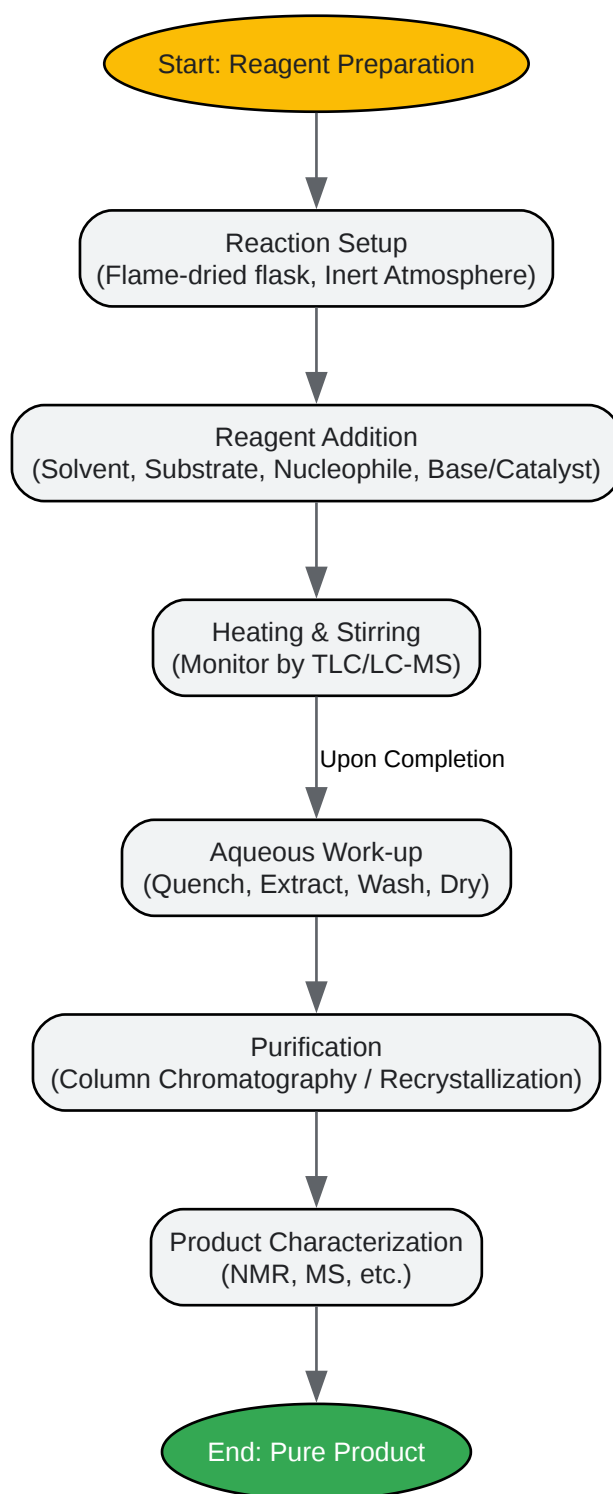 Start: Reagent Preparation
Reaction Setup
(Flame-dried flask, Inert Atmosphere)
Reagent Addition
(Solvent, Substrate, Nucleophile, Base/Catalyst)
Heating & Stirring
(Monitor by TLC/LC-MS)
Upon Completion
Aqueous Work-up
(Quench, Extract, Wash, Dry)
Purification
(Column Chromatography / Recrystallization)
Product Characterization
(NMR, MS, etc.)
End: Pure Product